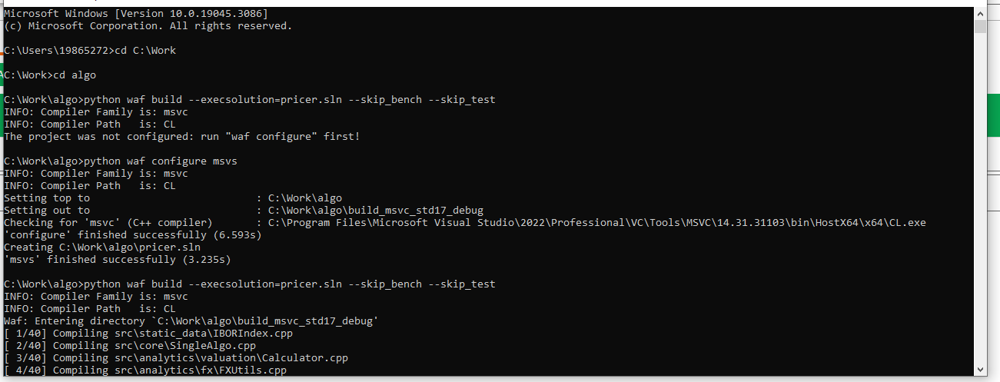 Microsoft Windows [Version 10.0.19045.3086]
(c) Microsoft Corporation. All rights reserved.
C:\Users\19865272>cd C:\Work
C:\Work>cd algo
C:\Work\algo>python waf build --execsolution=pricer.sln --skip_bench --skip_test
INFO: Compiler Family is: msvc
INFO: Compiler Path   is: CL
The project was not configured: run "waf configure" first!
C:\Work\algo>python waf configure msvs
INFO: Compiler Family is: msvc
INFO: Compiler Path   is: CL
Setting top to                           : C:\Work\algo
Setting out to                           : C:\Work\algo\build_msvc_std17_debug
Checking for 'msvc' (C++ compiler)       : C:\Program Files\Microsoft Visual Studio\2022\Professional\VC\Tools\MSVC\14.31.31103\bin\HostX64\x64\CL.exe
'configure' finished successfully (6.593s)
Creating C:\Work\algo\pricer.sln
'msvs' finished successfully (3.235s)
C:\Work\algo>python waf build --execsolution=pricer.sln --skip_bench --skip_test
INFO: Compiler Family is: msvc
INFO: Compiler Path   is: CL
Waf: Entering directory `C:\Work\algo\build_msvc_std17_debug'
[ 1/40] Compiling src\static_data\IBORIndex.cpp
[ 2/40] Compiling src\core\SingleAlgo.cpp
[ 3/40] Compiling src\analytics\valuation\Calculator.cpp
[ 4/40] Compiling src\analytics\fx\FXUtils.cpp